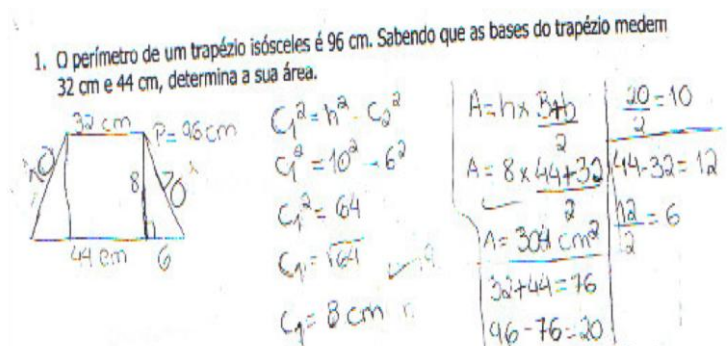 1. O perímetro de um trapézio isósceles é 96 cm. Sabendo que as bases do trapézio medem
32 cm e 44 cm, determina a sua área.
32 cm
P= 96cm
10
8
10
44 cm
6
C₁² = h² - C₂²
C₁² = 10² - 6²
C₁² = 64
C₁ = √64
C₁ = 8 cm
A = h × B+b/2
A = 8 × 44+32/2
A = 304 cm²
32+44=76
96-76=20
20/2 = 10
44-32=12
12/2 = 6